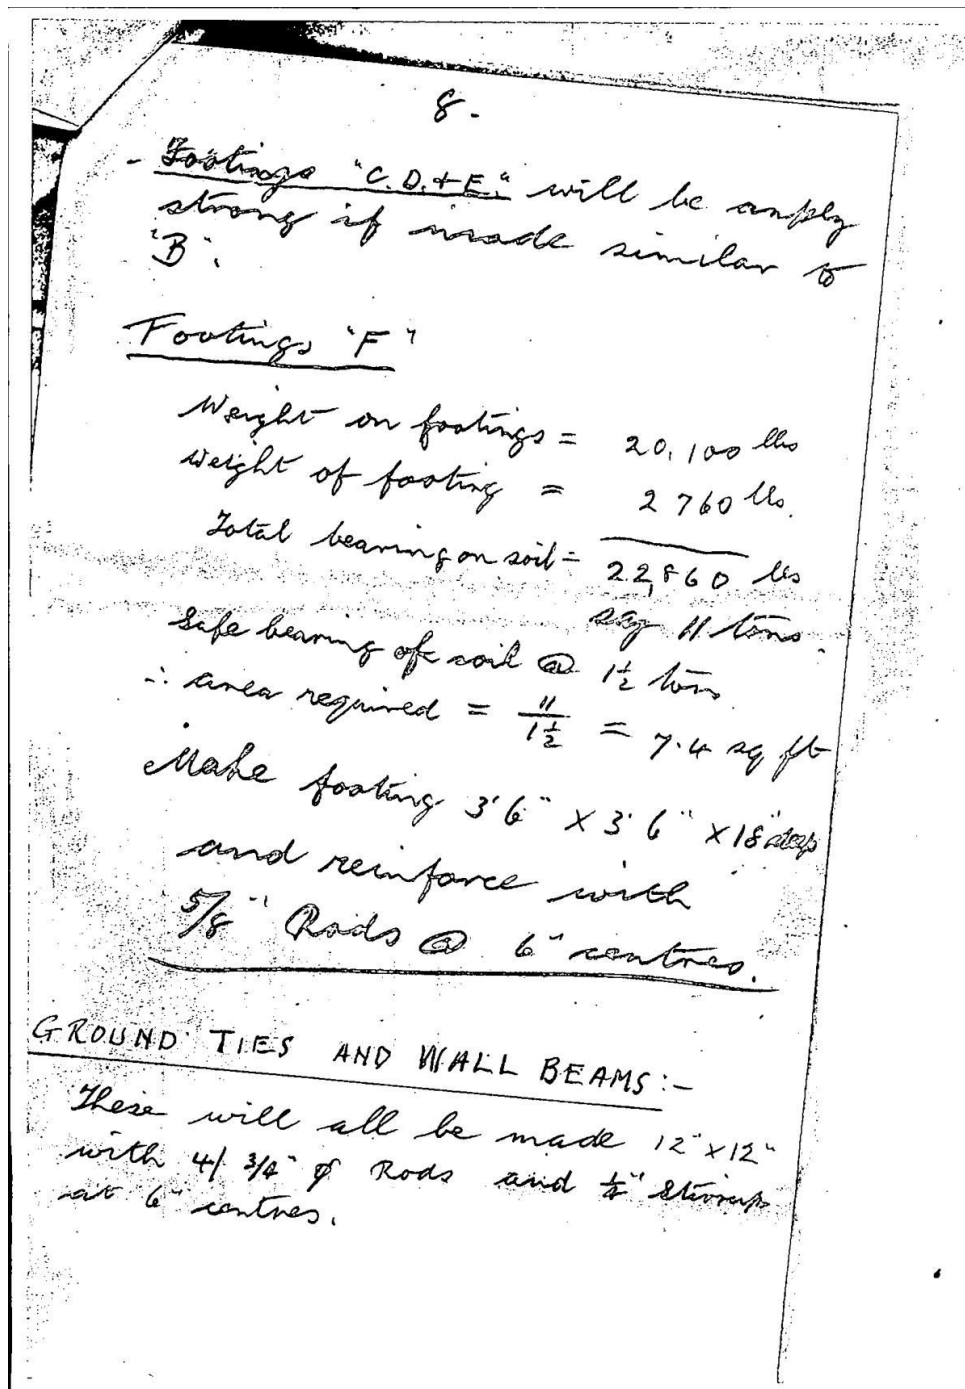 8.
- Footings "C.D.+E." will be amply
strong if made similar to
"B".
Footings "F"
Weight on footings = 20,100 lbs
weight of footing = 2760 lbs.
Total bearing on soil = 22,860 lbs
say 11 tons.
Safe bearing of soil @ 1½ tons
∴ area required = 11/1½ = 7.4 sq ft
Make footing 3'6" x 3'6" x 18" deep
and reinforce with
5/8" Rods @ 6" centres.
GROUND TIES AND WALL BEAMS:-
These will all be made 12" x 12"
with 4/ 3/4" φ Rods and ¼" stirrups
at 6" centres.